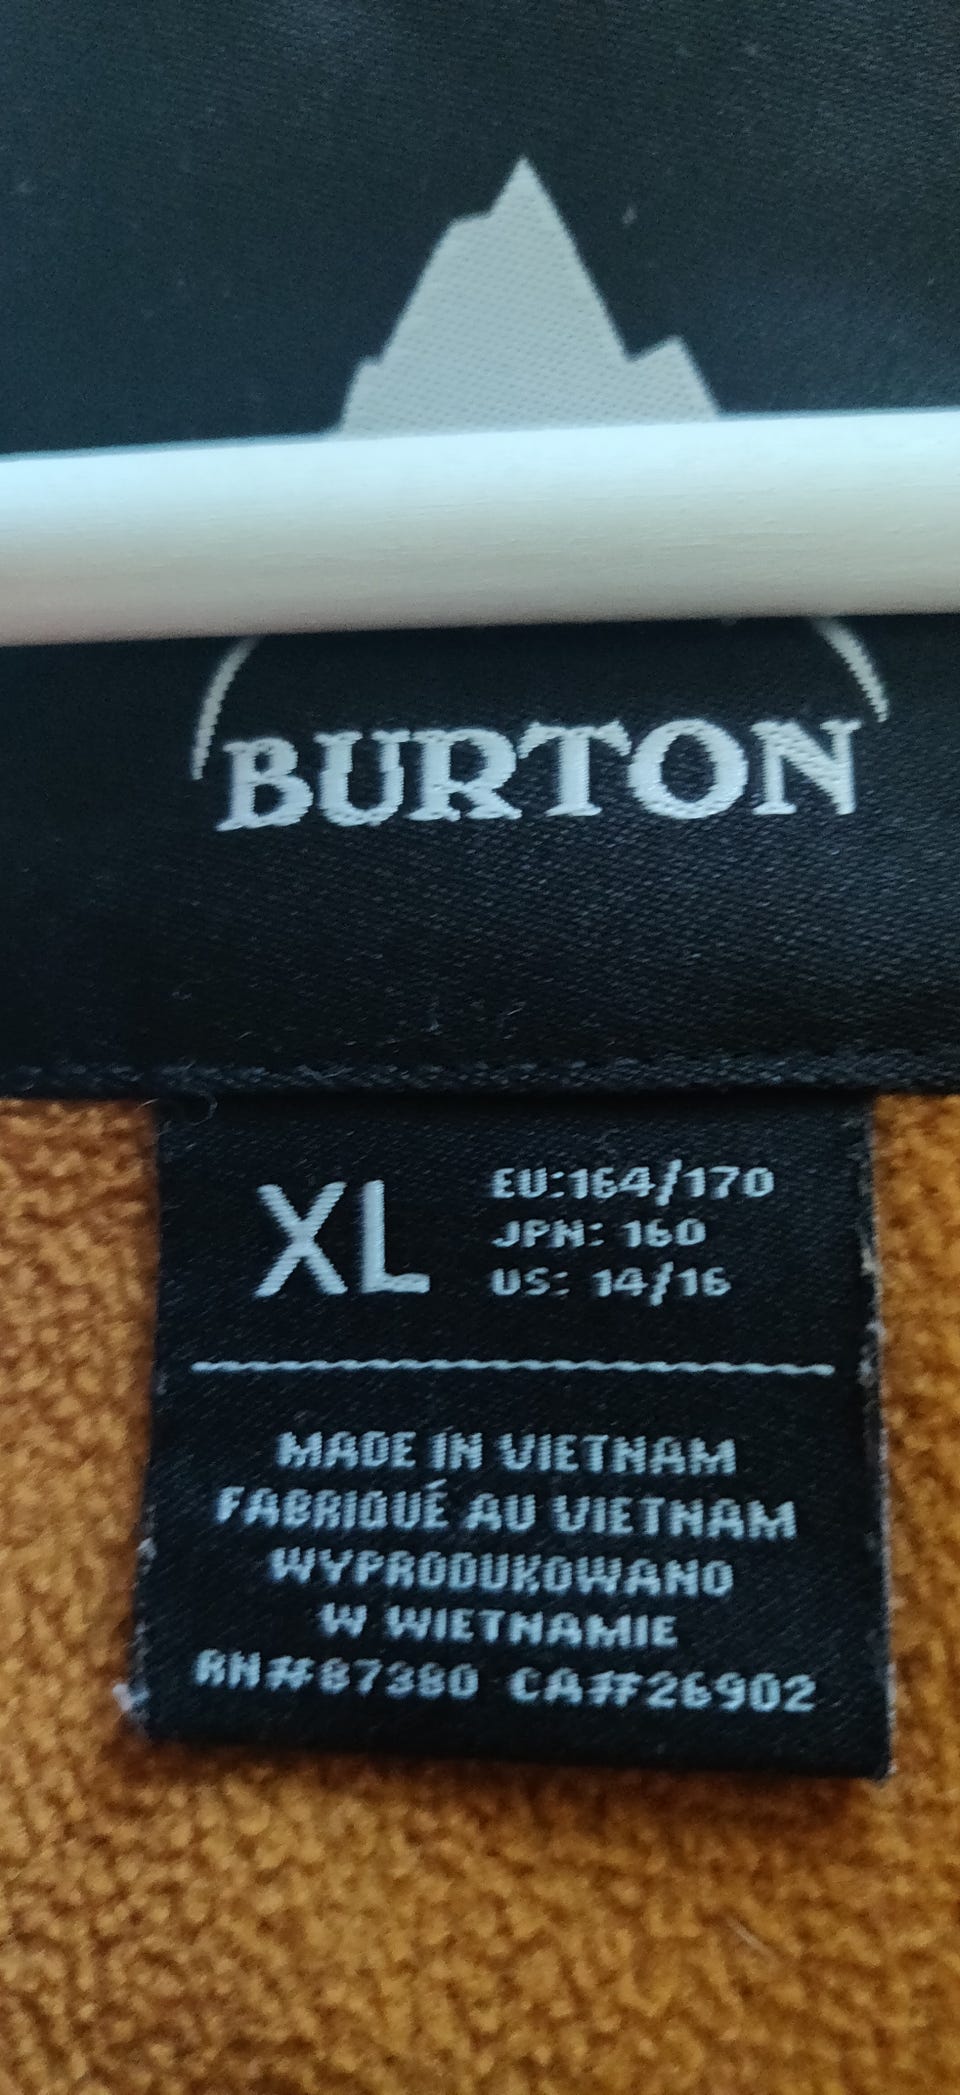 BURTON
XL
EU:164/170
JPN: 160
US: 14/16
MADE IN VIETNAM
FABRIQUÉ AU VIETNAM
WYPRODUKOWANO
W WIETNAMIE
RN#87380 CA#26902